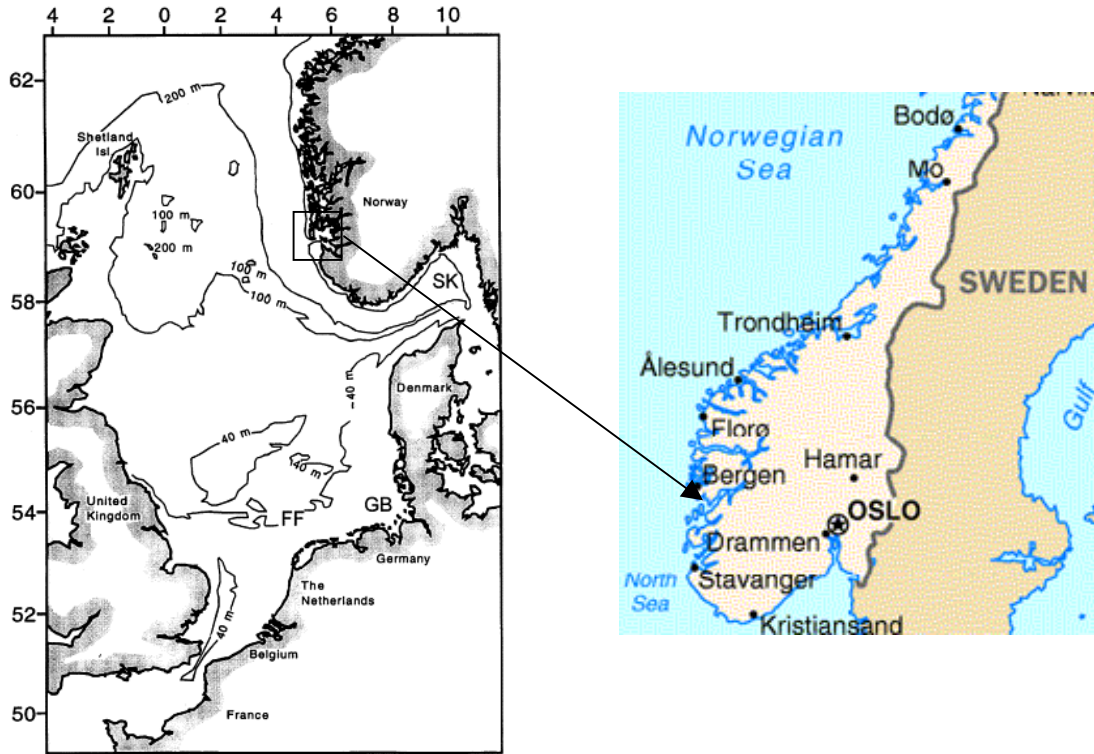 4 2 0 2 4 6 8 10
62
60
58
56
54
52
50
200 m
Shetland
Isl.
100 m
200 m
Norway
100 m
100 m
SK
40 m
Denmark
40 m
40 m
United
Kingdom
FF
GB
Germany
The
Netherlands
40 m
Belgium
France
Bodø
Norwegian
Sea
Mo
SWEDEN
Trondheim
Ålesund
Florø
Gulf
Bergen
Hamar
OSLO
Drammen
North
Sea
Stavanger
Kristiansand